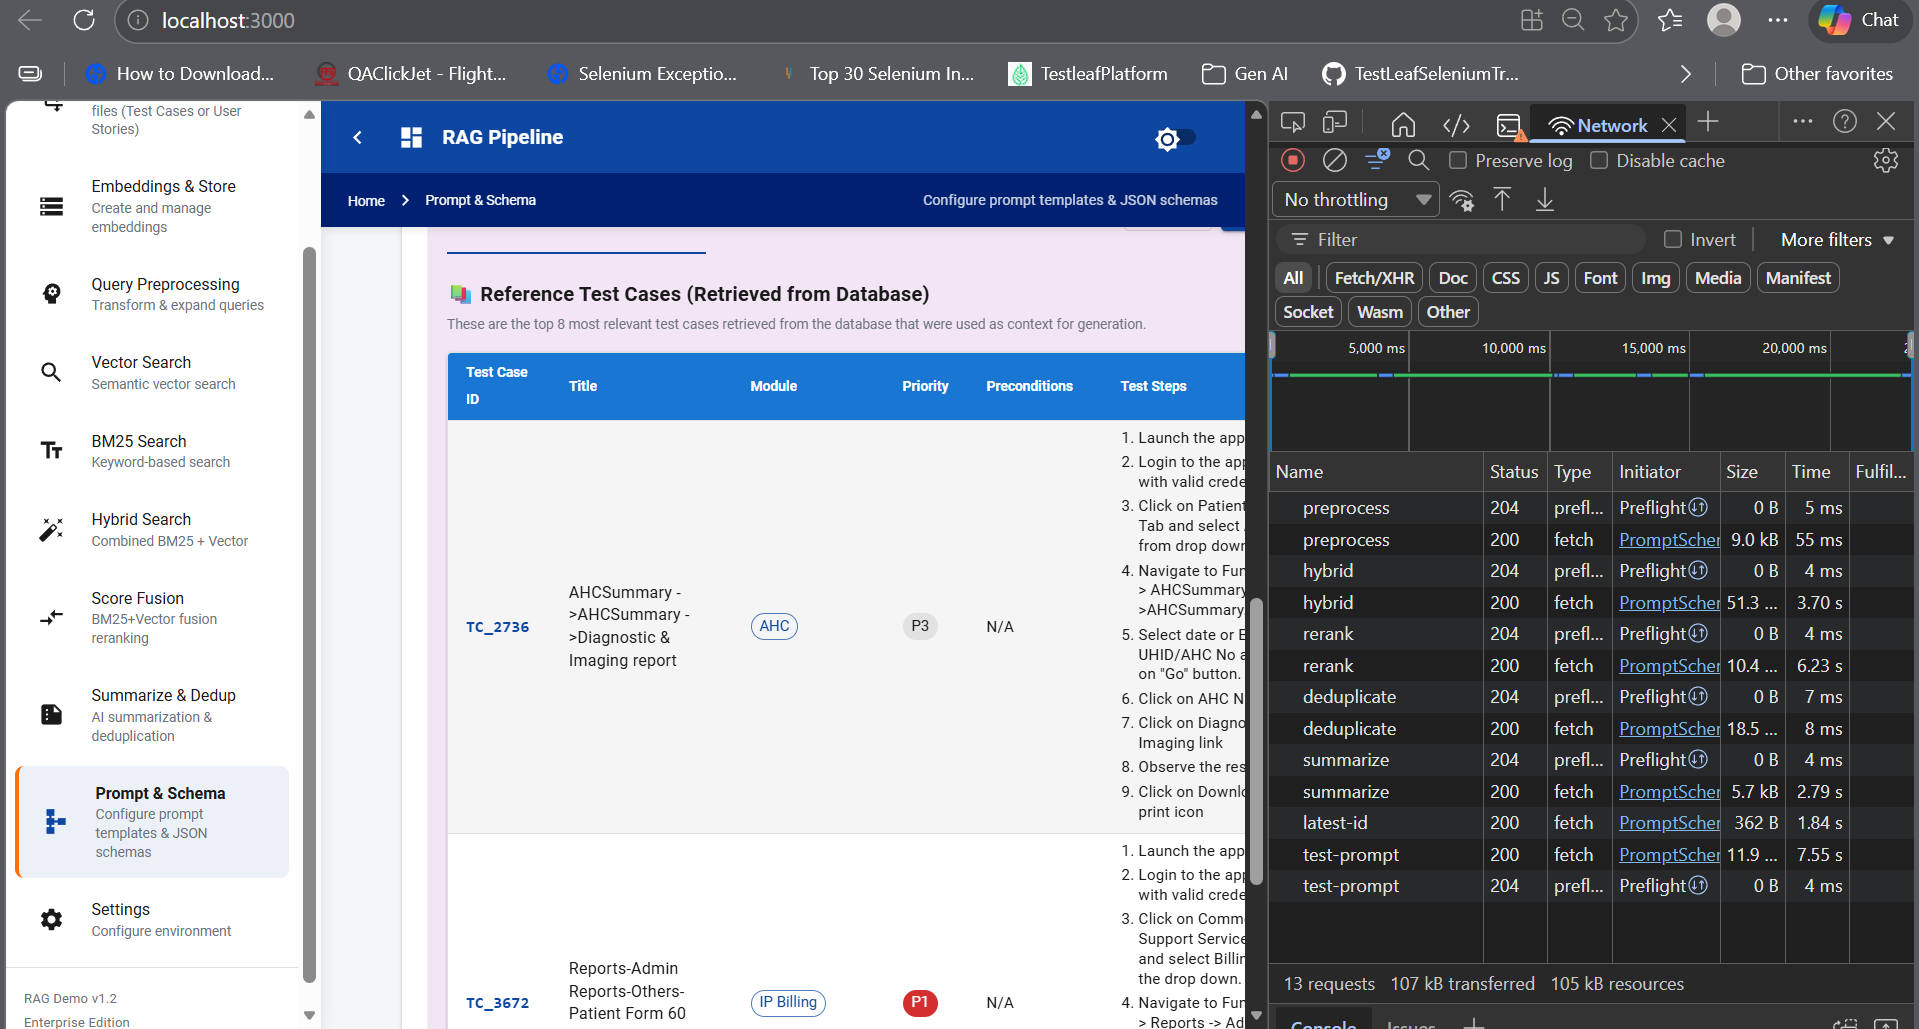 localhost:3000
Chat
How to Download...
QAClickJet - Flight...
Selenium Exceptio...
Top 30 Selenium In...
TestleafPlatform
Gen AI
TestLeafSeleniumTr...
Other favorites
files (Test Cases or User
Stories)
Embeddings & Store
Create and manage
embeddings
Query Preprocessing
Transform & expand queries
Vector Search
Semantic vector search
BM25 Search
Keyword-based search
Hybrid Search
Combined BM25 + Vector
Score Fusion
BM25+Vector fusion
reranking
Summarize & Dedup
AI summarization &
deduplication
Prompt & Schema
Configure prompt
templates & JSON
schemas
Settings
Configure environment
RAG Demo v1.2
Enterprise Edition
RAG Pipeline
Home > Prompt & Schema
Configure prompt templates & JSON schemas
Reference Test Cases (Retrieved from Database)
These are the top 8 most relevant test cases retrieved from the database that were used as context for generation.
Test Case
ID
Title
Module
Priority
Preconditions
Test Steps
TC_2736
AHCSummary -
>AHCSummary -
>Diagnostic &
Imaging report
AHC
P3
N/A
1. Launch the app
2. Login to the app
with valid crede
3. Click on Patient
Tab and select
from drop down
4. Navigate to Fun
> AHCSummary
>AHCSummary
5. Select date or E
UHID/AHC No a
on "Go" button.
6. Click on AHC N
7. Click on Diagno
Imaging link
8. Observe the res
9. Click on Downlo
print icon
TC_3672
Reports-Admin
Reports-Others-
Patient Form 60
IP Billing
P1
N/A
1. Launch the app
2. Login to the app
with valid crede
3. Click on Comm
Support Service
and select Billin
the drop down.
4. Navigate to Fun
> Reports -> Ad
Network
Preserve log
Disable cache
No throttling
Filter
Invert
More filters
All
Fetch/XHR
Doc
CSS
JS
Font
Img
Media
Manifest
Socket
Wasm
Other
5,000 ms
10,000 ms
15,000 ms
20,000 ms
Name Status Type Initiator Size Time Fulfil...
preprocess 204 prefl... Preflight 0 B 5 ms
preprocess 200 fetch PromptScher 9.0 kB 55 ms
hybrid 204 prefl... Preflight 0 B 4 ms
hybrid 200 fetch PromptScher 51.3 ... 3.70 s
rerank 204 prefl... Preflight 0 B 4 ms
rerank 200 fetch PromptScher 10.4 ... 6.23 s
deduplicate 204 prefl... Preflight 0 B 7 ms
deduplicate 200 fetch PromptScher 18.5 ... 8 ms
summarize 204 prefl... Preflight 0 B 4 ms
summarize 200 fetch PromptScher 5.7 kB 2.79 s
latest-id 200 fetch PromptScher 362 B 1.84 s
test-prompt 200 fetch PromptScher 11.9 ... 7.55 s
test-prompt 204 prefl... Preflight 0 B 4 ms
13 requests 107 kB transferred 105 kB resources
Console
Issues